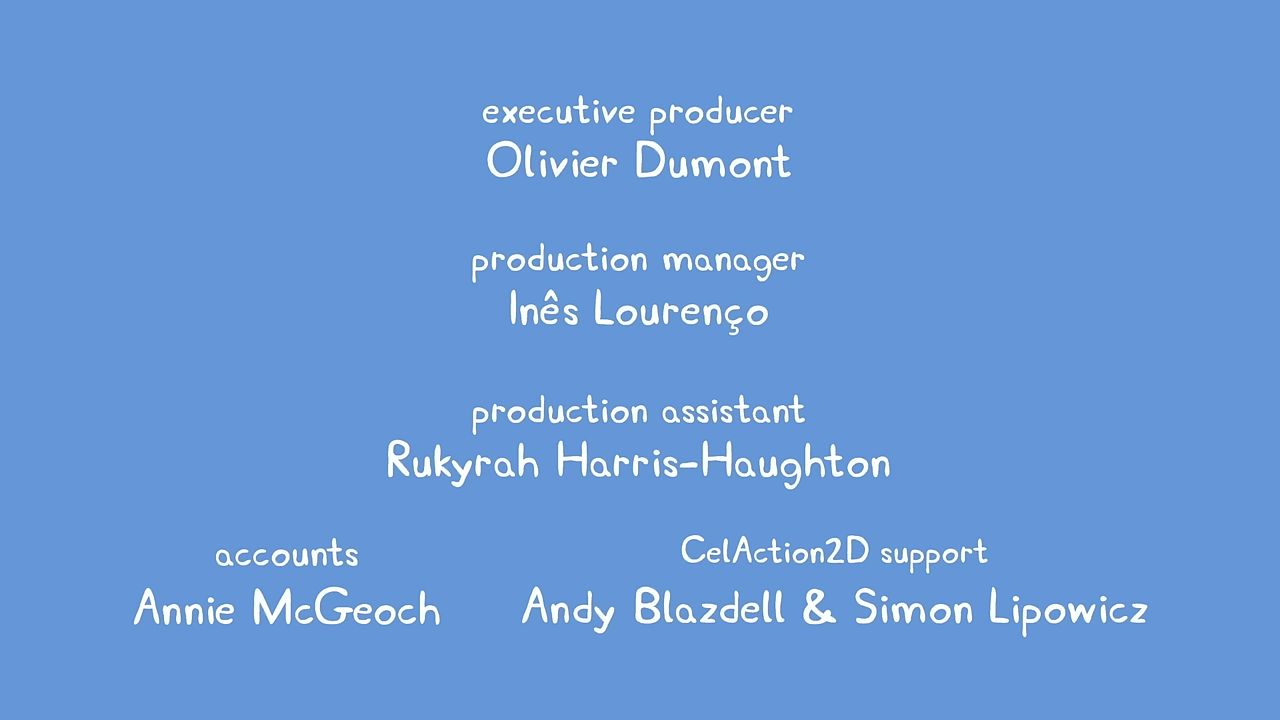 executive producer
Olivier Dumont
production manager
Inês Lourenço
production assistant
Rukyrah Harris-Haughton
accounts
Annie McGeoch
CelAction2D support
Andy Blazdell & Simon Lipowicz